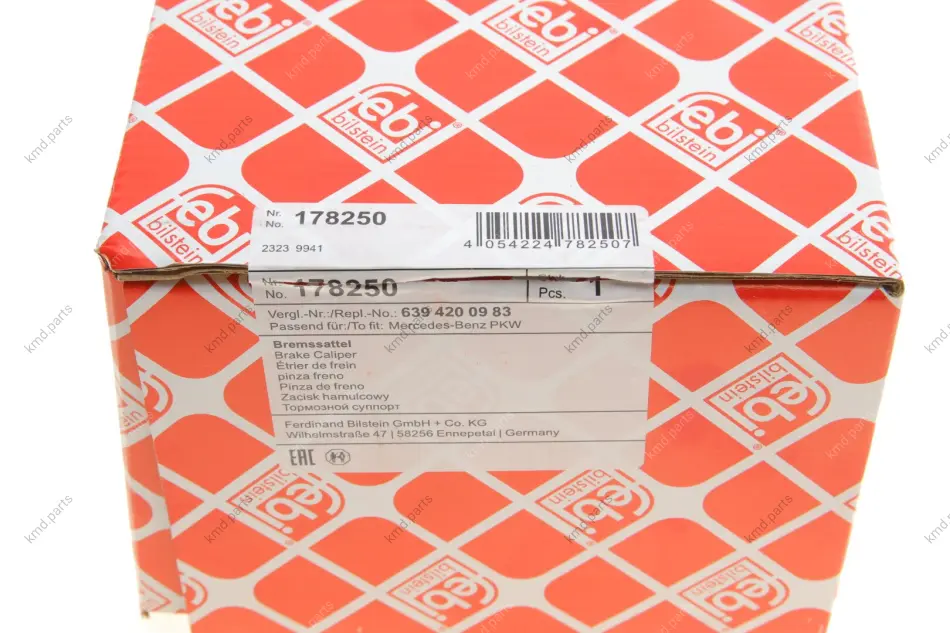 febi
bilstein
Nr.
No. 178250
2323 9941
4 054224 782507
Nr.
No. 178250
Stck.
Pcs. 1
Vergl.-Nr./Repl.-No.: 639 420 09 83
Passend für:/To fit: Mercedes-Benz PKW
Bremssattel
Brake Caliper
Étrier de frein
pinza freno
Pinza de freno
Zacisk hamulcowy
Тормозной суппорт
Ferdinand Bilstein GmbH + Co. KG
Wilhelmstraße 47 | 58256 Ennepetal | Germany
EAC
kmd.parts